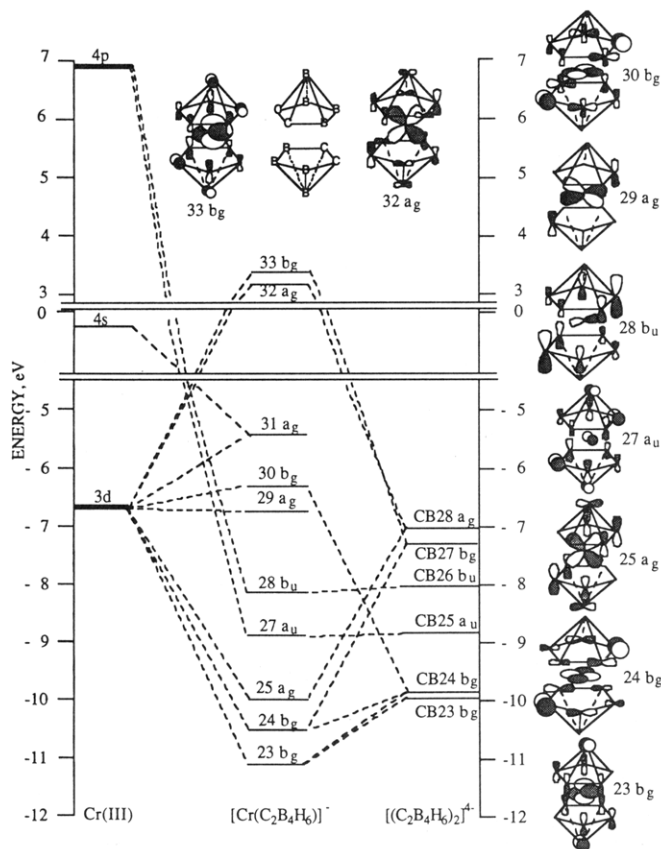 7
4p
7
30 bg
6
6
B
B
B
C
C
B
B
C
B
B
C
B
B
33 bg
32 ag
5
5
29 ag
4
4
33 bg
32 ag
3
3
0
0
4s
28 bu
ENERGY, eV
- 5
- 5
31 ag
27 au
- 6
- 6
30 bg
3d
29 ag
CB28 ag
- 7
- 7
CB27 bg
25 ag
CB26 bu
28 bu
- 8
- 8
CB25 au
27 au
- 9
- 9
CB24 bg
24 bg
25 ag
-10
-10
CB23 bg
24 bg
-11
-11
23 bg
23 bg
-12
-12
Cr(III)
[Cr(C2B4H6)]-
[(C2B4H6)2]4-